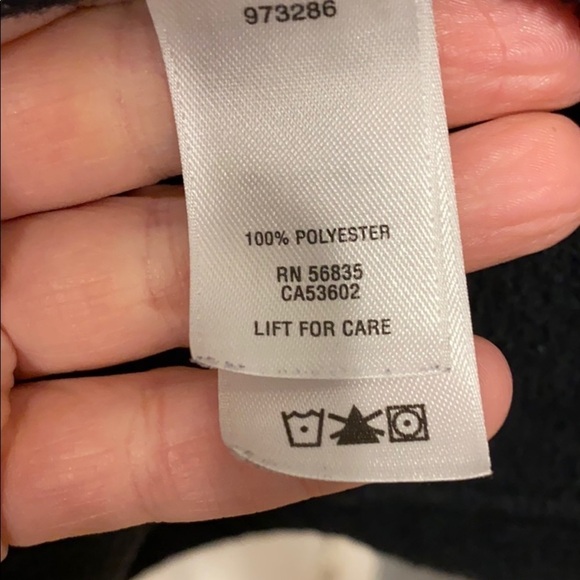 973286
100% POLYESTER
RN 56835
CA53602
LIFT FOR CARE